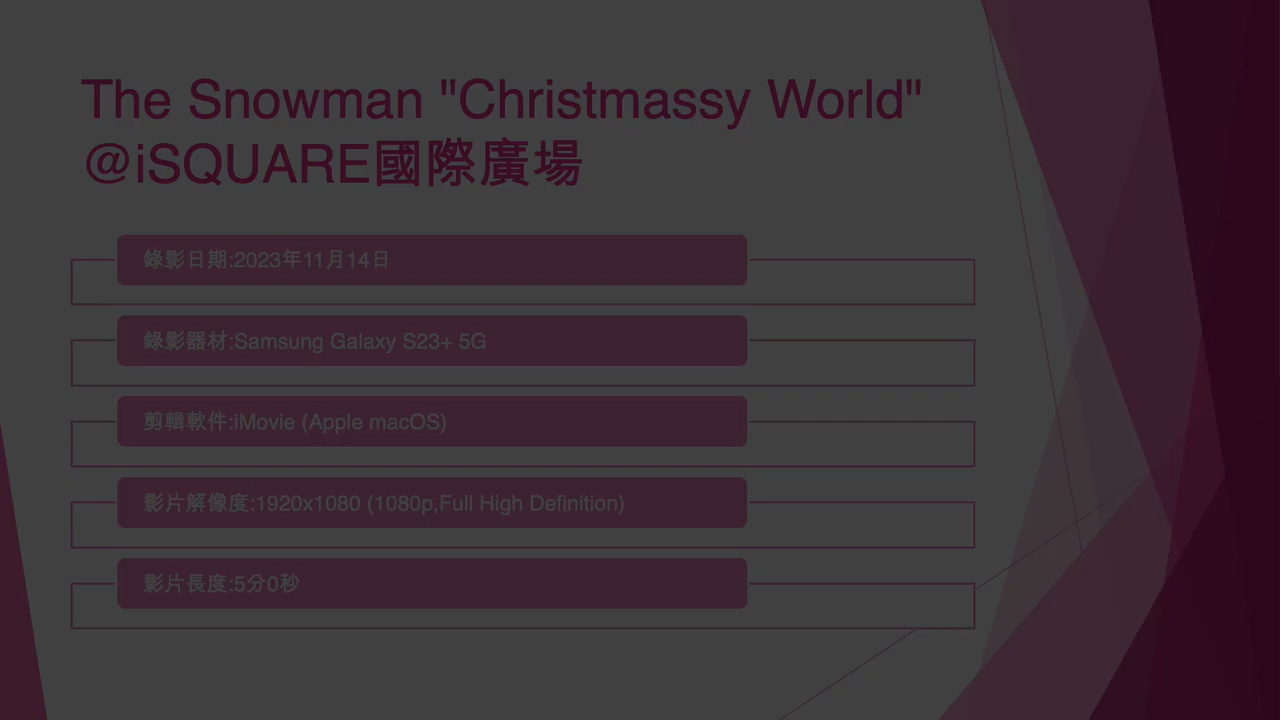 The Snowman "Christmassy World"
@iSQUARE國際廣場
錄影日期:2023年11月14日
錄影器材:Samsung Galaxy S23+ 5G
剪輯軟件:iMovie (Apple macOS)
影片解像度:1920x1080 (1080p,Full High Definition)
影片長度:5分0秒